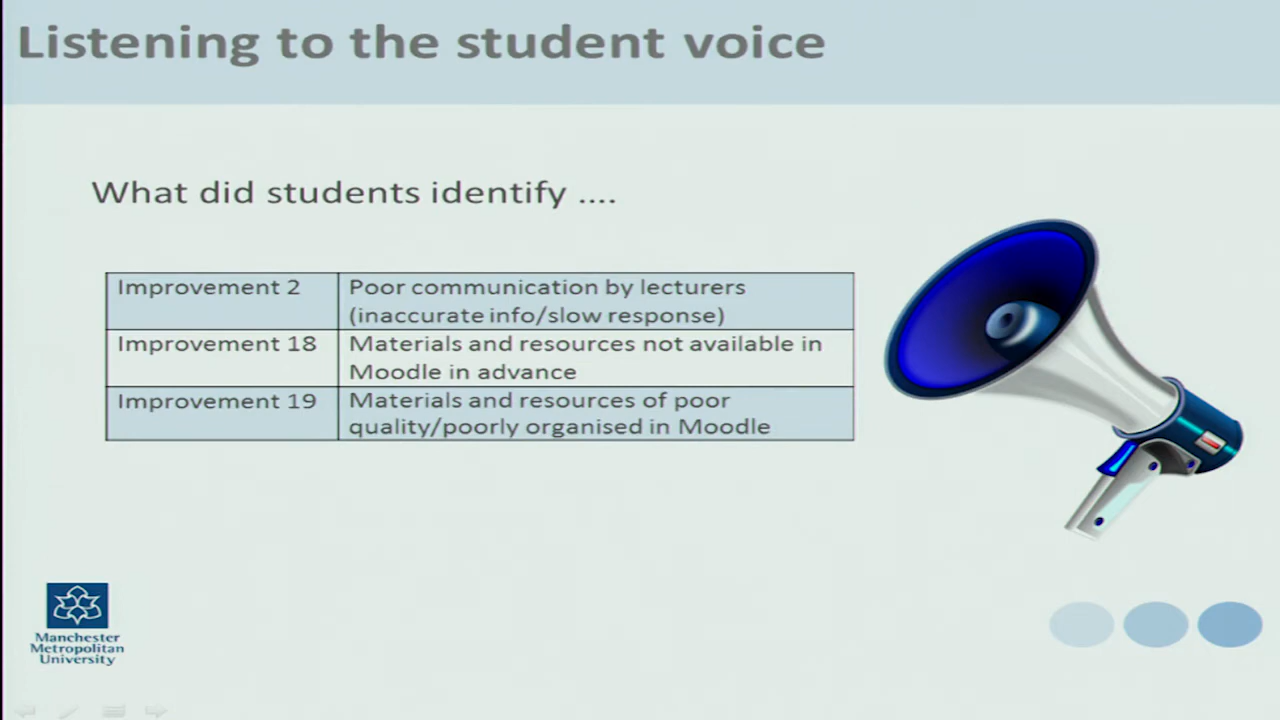 Listening to the student voice
What did students identify ....
Improvement 2
Poor communication by lecturers
(inaccurate info/slow response)
Improvement 18
Materials and resources not available in
Moodle in advance
Improvement 19
Materials and resources of poor
quality/poorly organised in Moodle
Manchester
Metropolitan
University